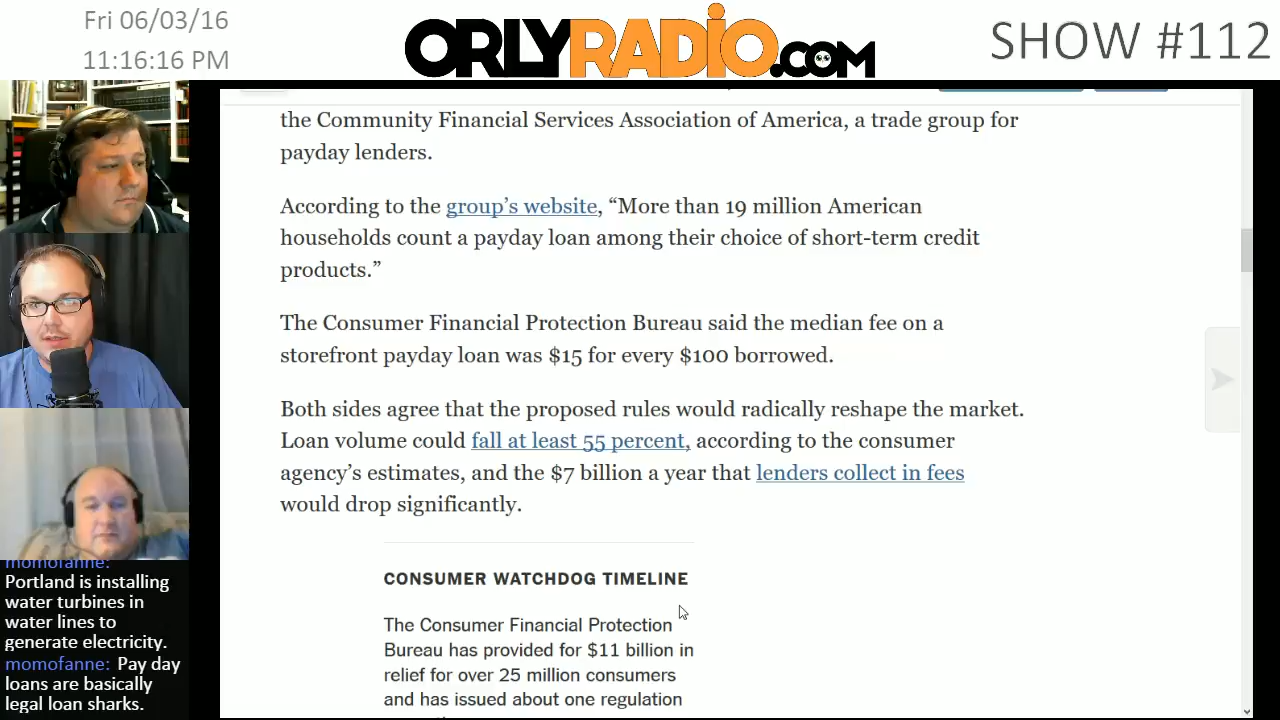 Fri 06/03/16
11:16:16 PM
ORLYRADIO.COM
SHOW #112
the Community Financial Services Association of America, a trade group for
payday lenders.
According to the group’s website, “More than 19 million American
households count a payday loan among their choice of short-term credit
products.”
The Consumer Financial Protection Bureau said the median fee on a
storefront payday loan was $15 for every $100 borrowed.
Both sides agree that the proposed rules would radically reshape the market.
Loan volume could fall at least 55 percent, according to the consumer
agency’s estimates, and the $7 billion a year that lenders collect in fees
would drop significantly.
CONSUMER WATCHDOG TIMELINE
The Consumer Financial Protection
Bureau has provided for $11 billion in
relief for over 25 million consumers
and has issued about one regulation
momofanne:
Portland is installing
water turbines in
water lines to
generate electricity.
momofanne: Pay day
loans are basically
legal loan sharks.